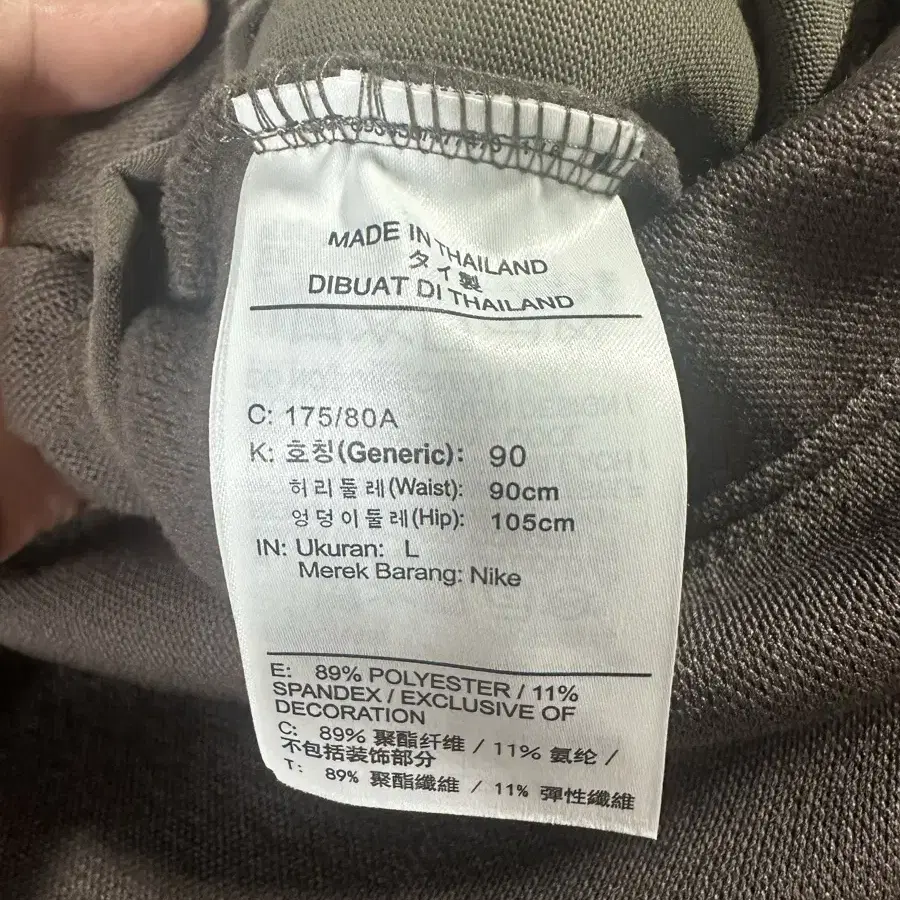 MADE IN THAILAND
タイ製
DIBUAT DI THAILAND
C: 175/80A
K: 호칭(Generic): 90
허리둘레(Waist): 90cm
엉덩이둘레(Hip): 105cm
IN: Ukuran: L
Merek Barang: Nike
E: 89% POLYESTER / 11%
SPANDEX / EXCLUSIVE OF
DECORATION
C: 89% 聚酯纤维 / 11% 氨纶 /
不包括装饰部分
T: 89% 聚酯纖維 / 11% 彈性纖維